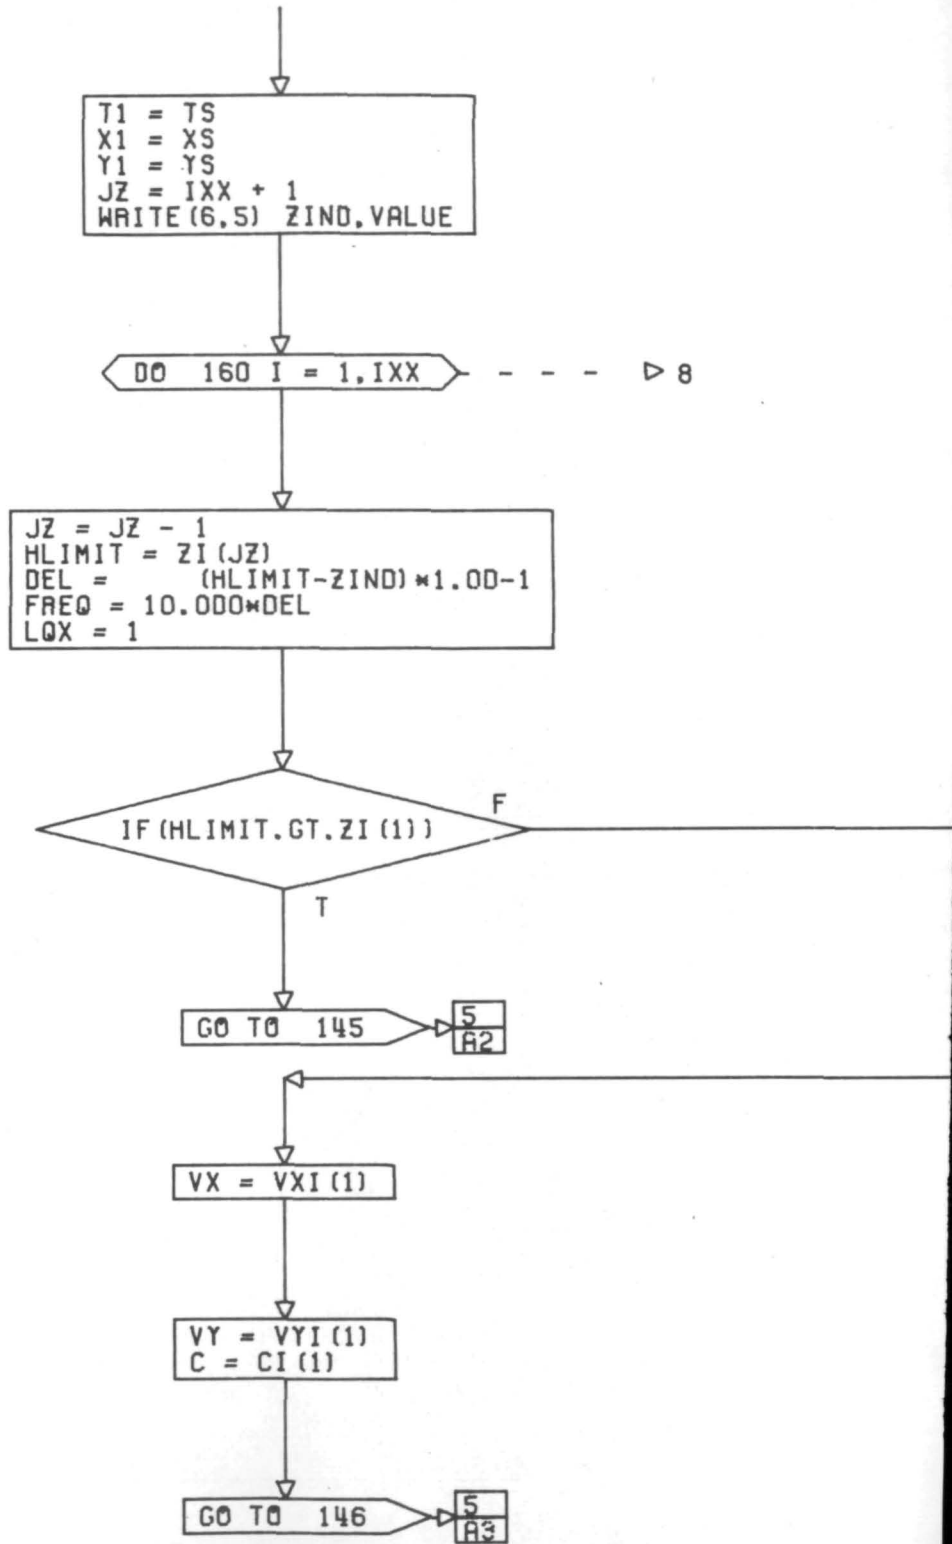 T1 = TS
X1 = XS
Y1 = YS
JZ = IXX + 1
WRITE(6,5) ZIND,VALUE
DO 160 I = 1,IXX
8
JZ = JZ - 1
HLIMIT = ZI(JZ)
DEL = (HLIMIT-ZIND)*1.0D-1
FREQ = 10.0D0*DEL
LQX = 1
IF(HLIMIT.GT.ZI(1))
F
T
GO TO 145
5
A2
VX = VXI(1)
VY = VYI(1)
C = CI(1)
GO TO 146
5
A3